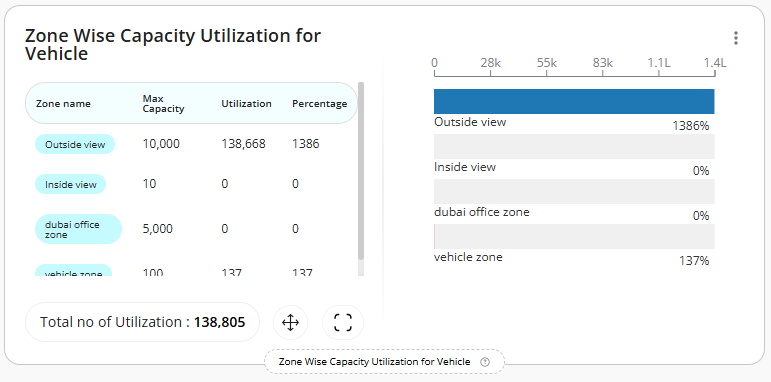 Zone Wise Capacity Utilization for
Vehicle
Zone name
Max
Capacity
Utilization
Percentage
Outside view
10,000
138,668
1386
Inside view
10
0
0
dubai office
zone
5,000
0
0
vehicle zone
100
137
137
Total no of Utilization : 138,805
0
28k
55k
83k
1.1L
1.4L
Outside view
1386%
Inside view
0%
dubai office zone
0%
vehicle zone
137%
Zone Wise Capacity Utilization for Vehicle